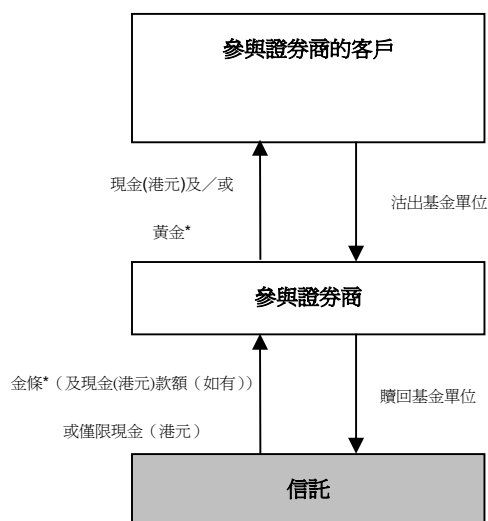 參與證券商的客戶
現金(港元)及／或
黃金*
沽出基金單位
參與證券商
金條*（及現金(港元)款額（如有））
或僅限現金（港元）
贖回基金單位
信託